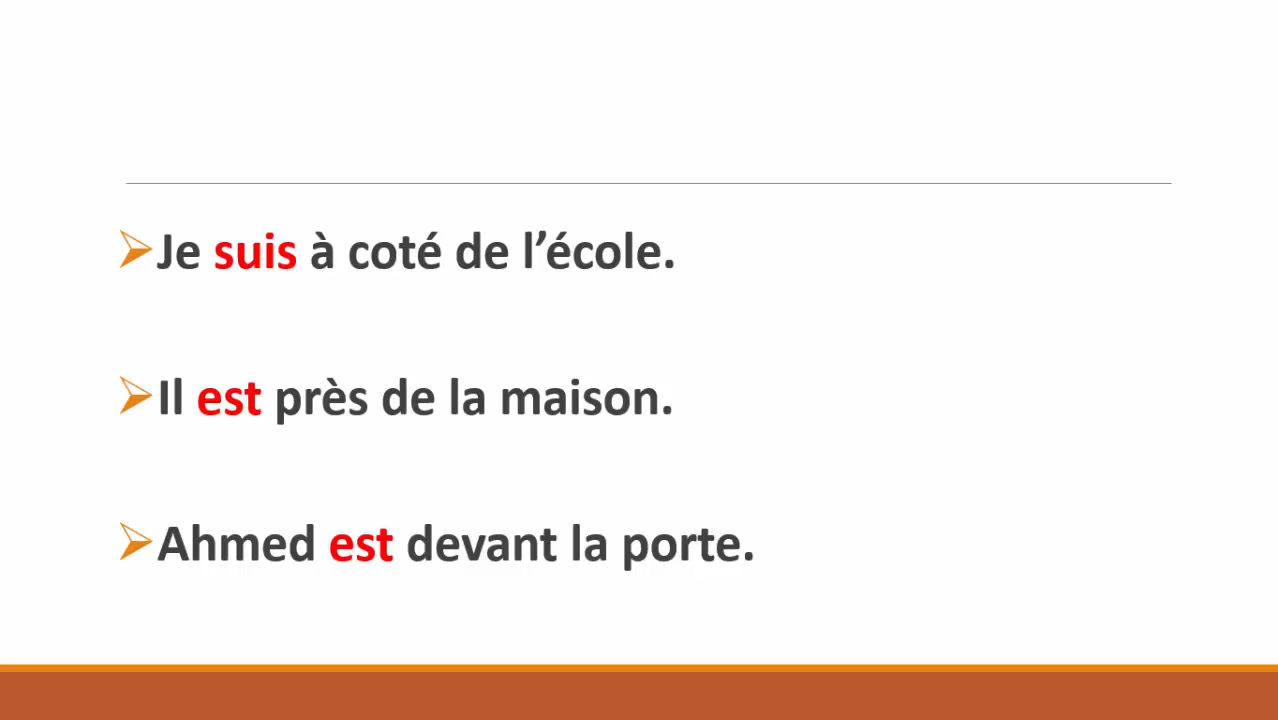 Je suis à coté de l’école.
Il est près de la maison.
Ahmed est devant la porte.